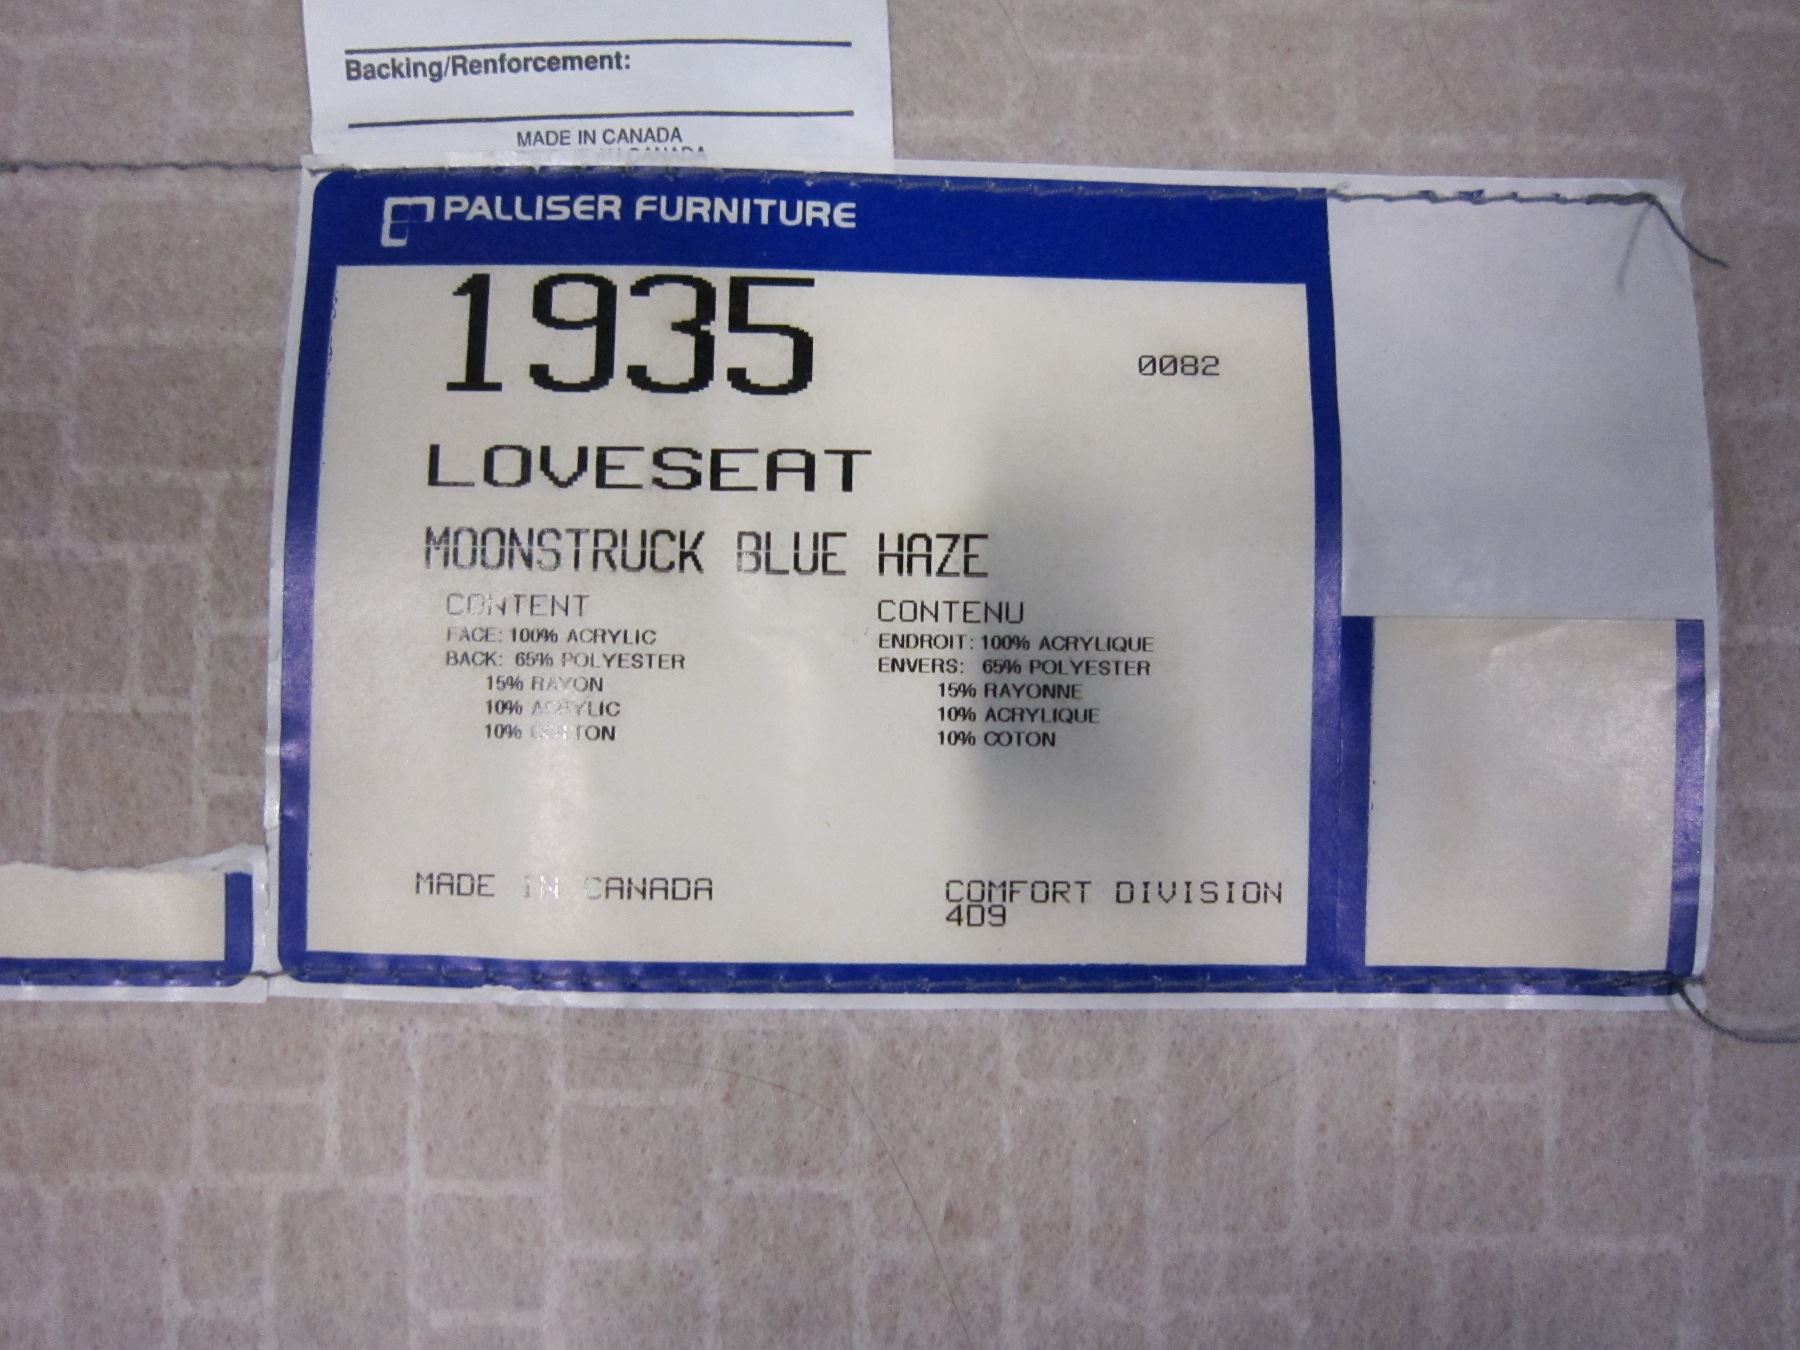 Backing/Renforcement:
MADE IN CANADA
PALLISER FURNITURE
1935
0082
LOVESEAT
MOONSTRUCK BLUE HAZE
CONTENT
FACE: 100% ACRYLIC
BACK: 65% POLYESTER
15% RAYON
10% ACRYLIC
10% COTTON
CONTENU
ENDROIT: 100% ACRYLIQUE
ENVERS: 65% POLYESTER
15% RAYONNE
10% ACRYLIQUE
10% COTON
MADE IN CANADA
COMFORT DIVISION
409